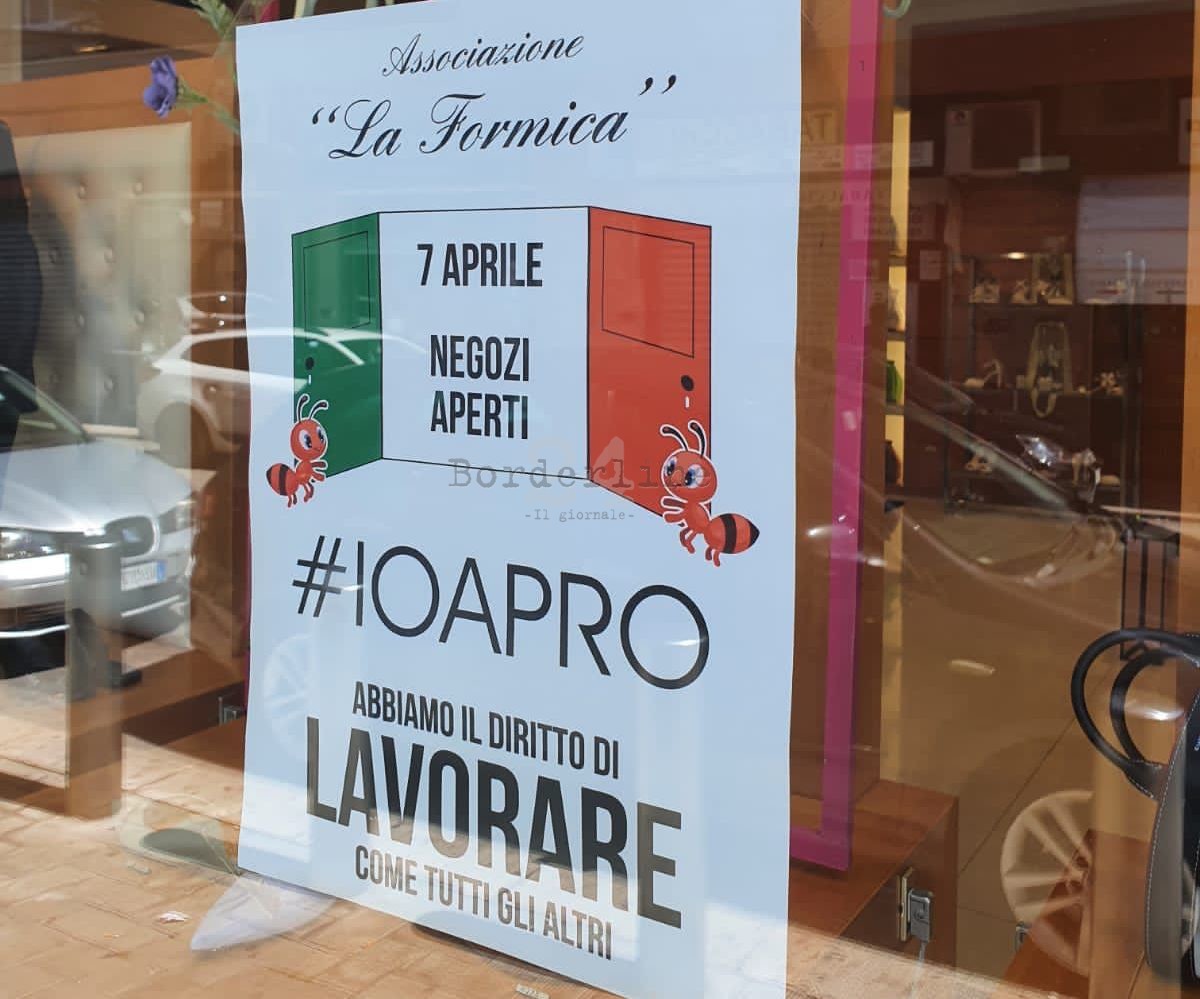 Associazione
“La Formica”
7 APRILE
NEGOZI
APERTI
Borderline
24
-Il giornale-
#IOAPRO
ABBIAMO IL DIRITTO DI
LAVORARE
COME TUTTI GLI ALTRI